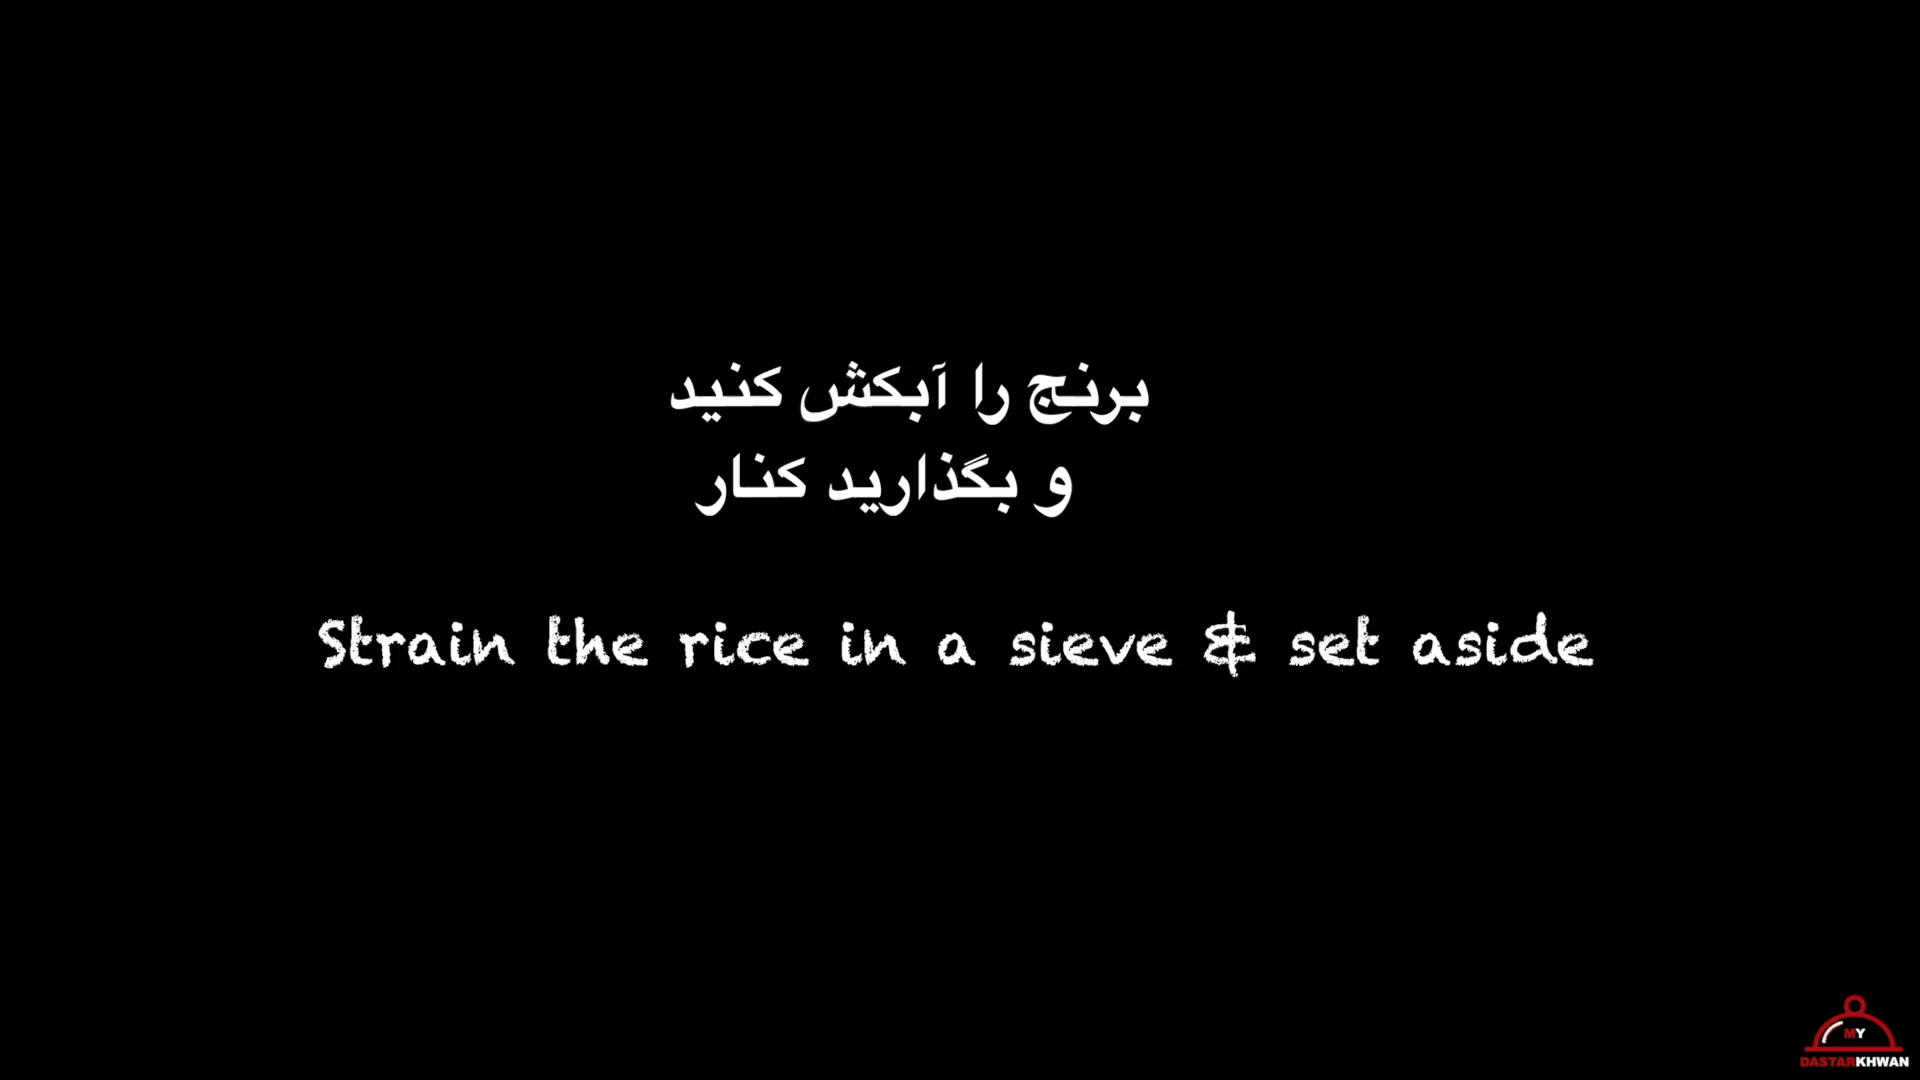 برنج را آبکش کنید
و بگذارید کنار
Strain the rice in a sieve & set aside
MY
DASTARKHWAN